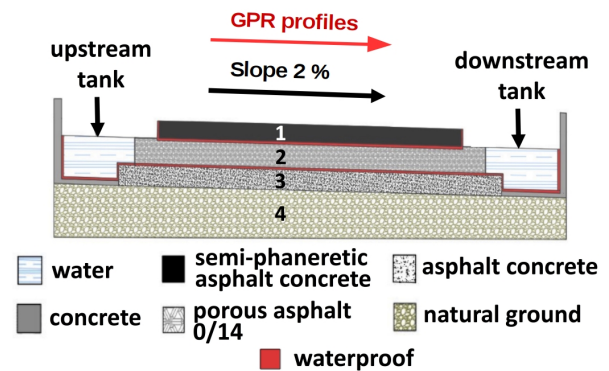 GPR profiles
upstream
tank
Slope 2 %
downstream
tank
1
2
3
4
water
semi-phaneretic
asphalt concrete
asphalt concrete
concrete
porous asphalt
0/14
natural ground
waterproof